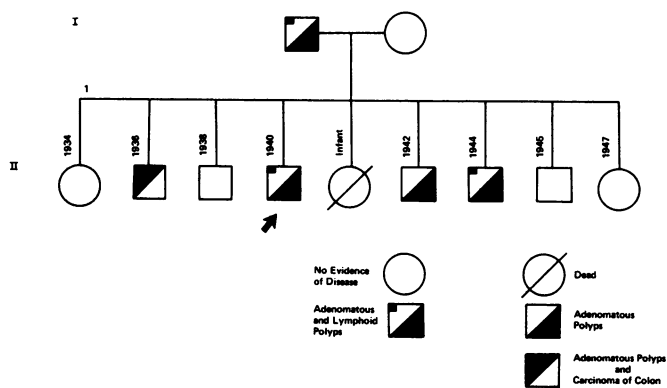 I
1
1934
1936
1938
1940
Infant
1942
1944
1945
1947
II
No Evidence
of Disease
Dead
Adenomatous
and Lymphoid
Polyps
Adenomatous
Polyps
Adenomatous Polyps
and
Carcinoma of Colon